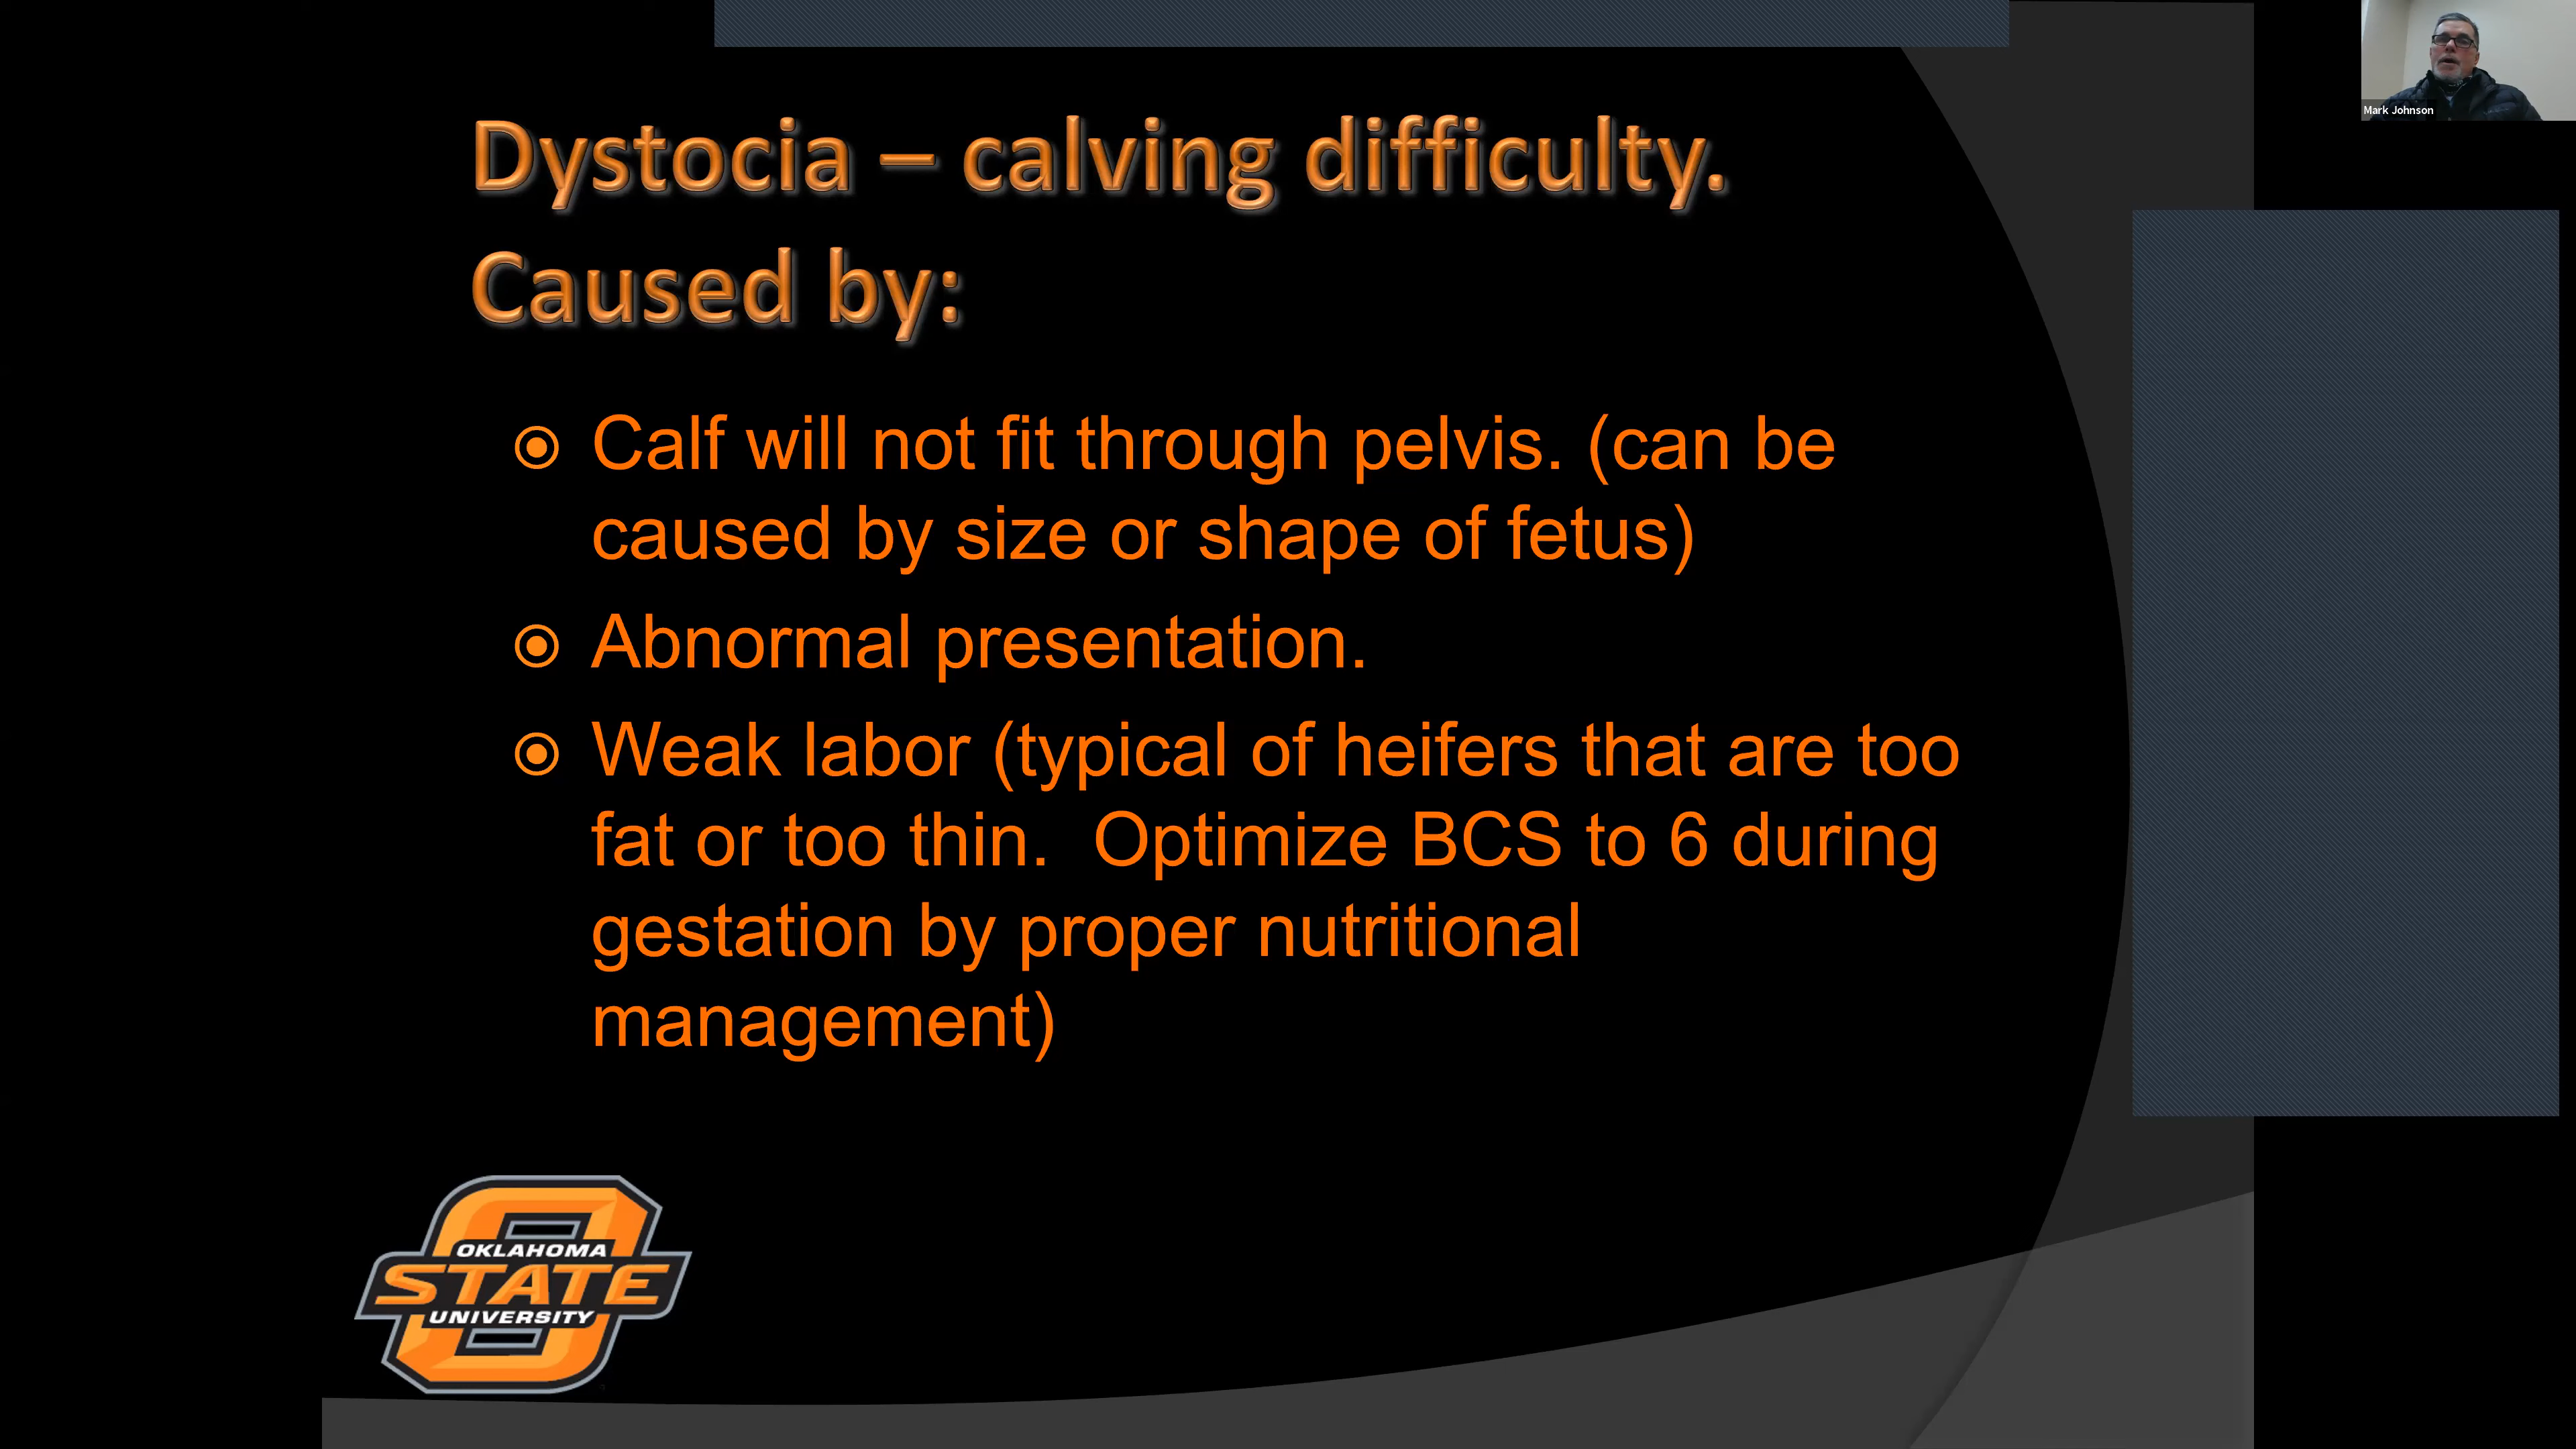 Mark Johnson
Dystocia – calving difficulty.
Caused by:
Calf will not fit through pelvis. (can be
caused by size or shape of fetus)
Abnormal presentation.
Weak labor (typical of heifers that are too
fat or too thin.  Optimize BCS to 6 during
gestation by proper nutritional
management)
OKLAHOMA
STATE
UNIVERSITY